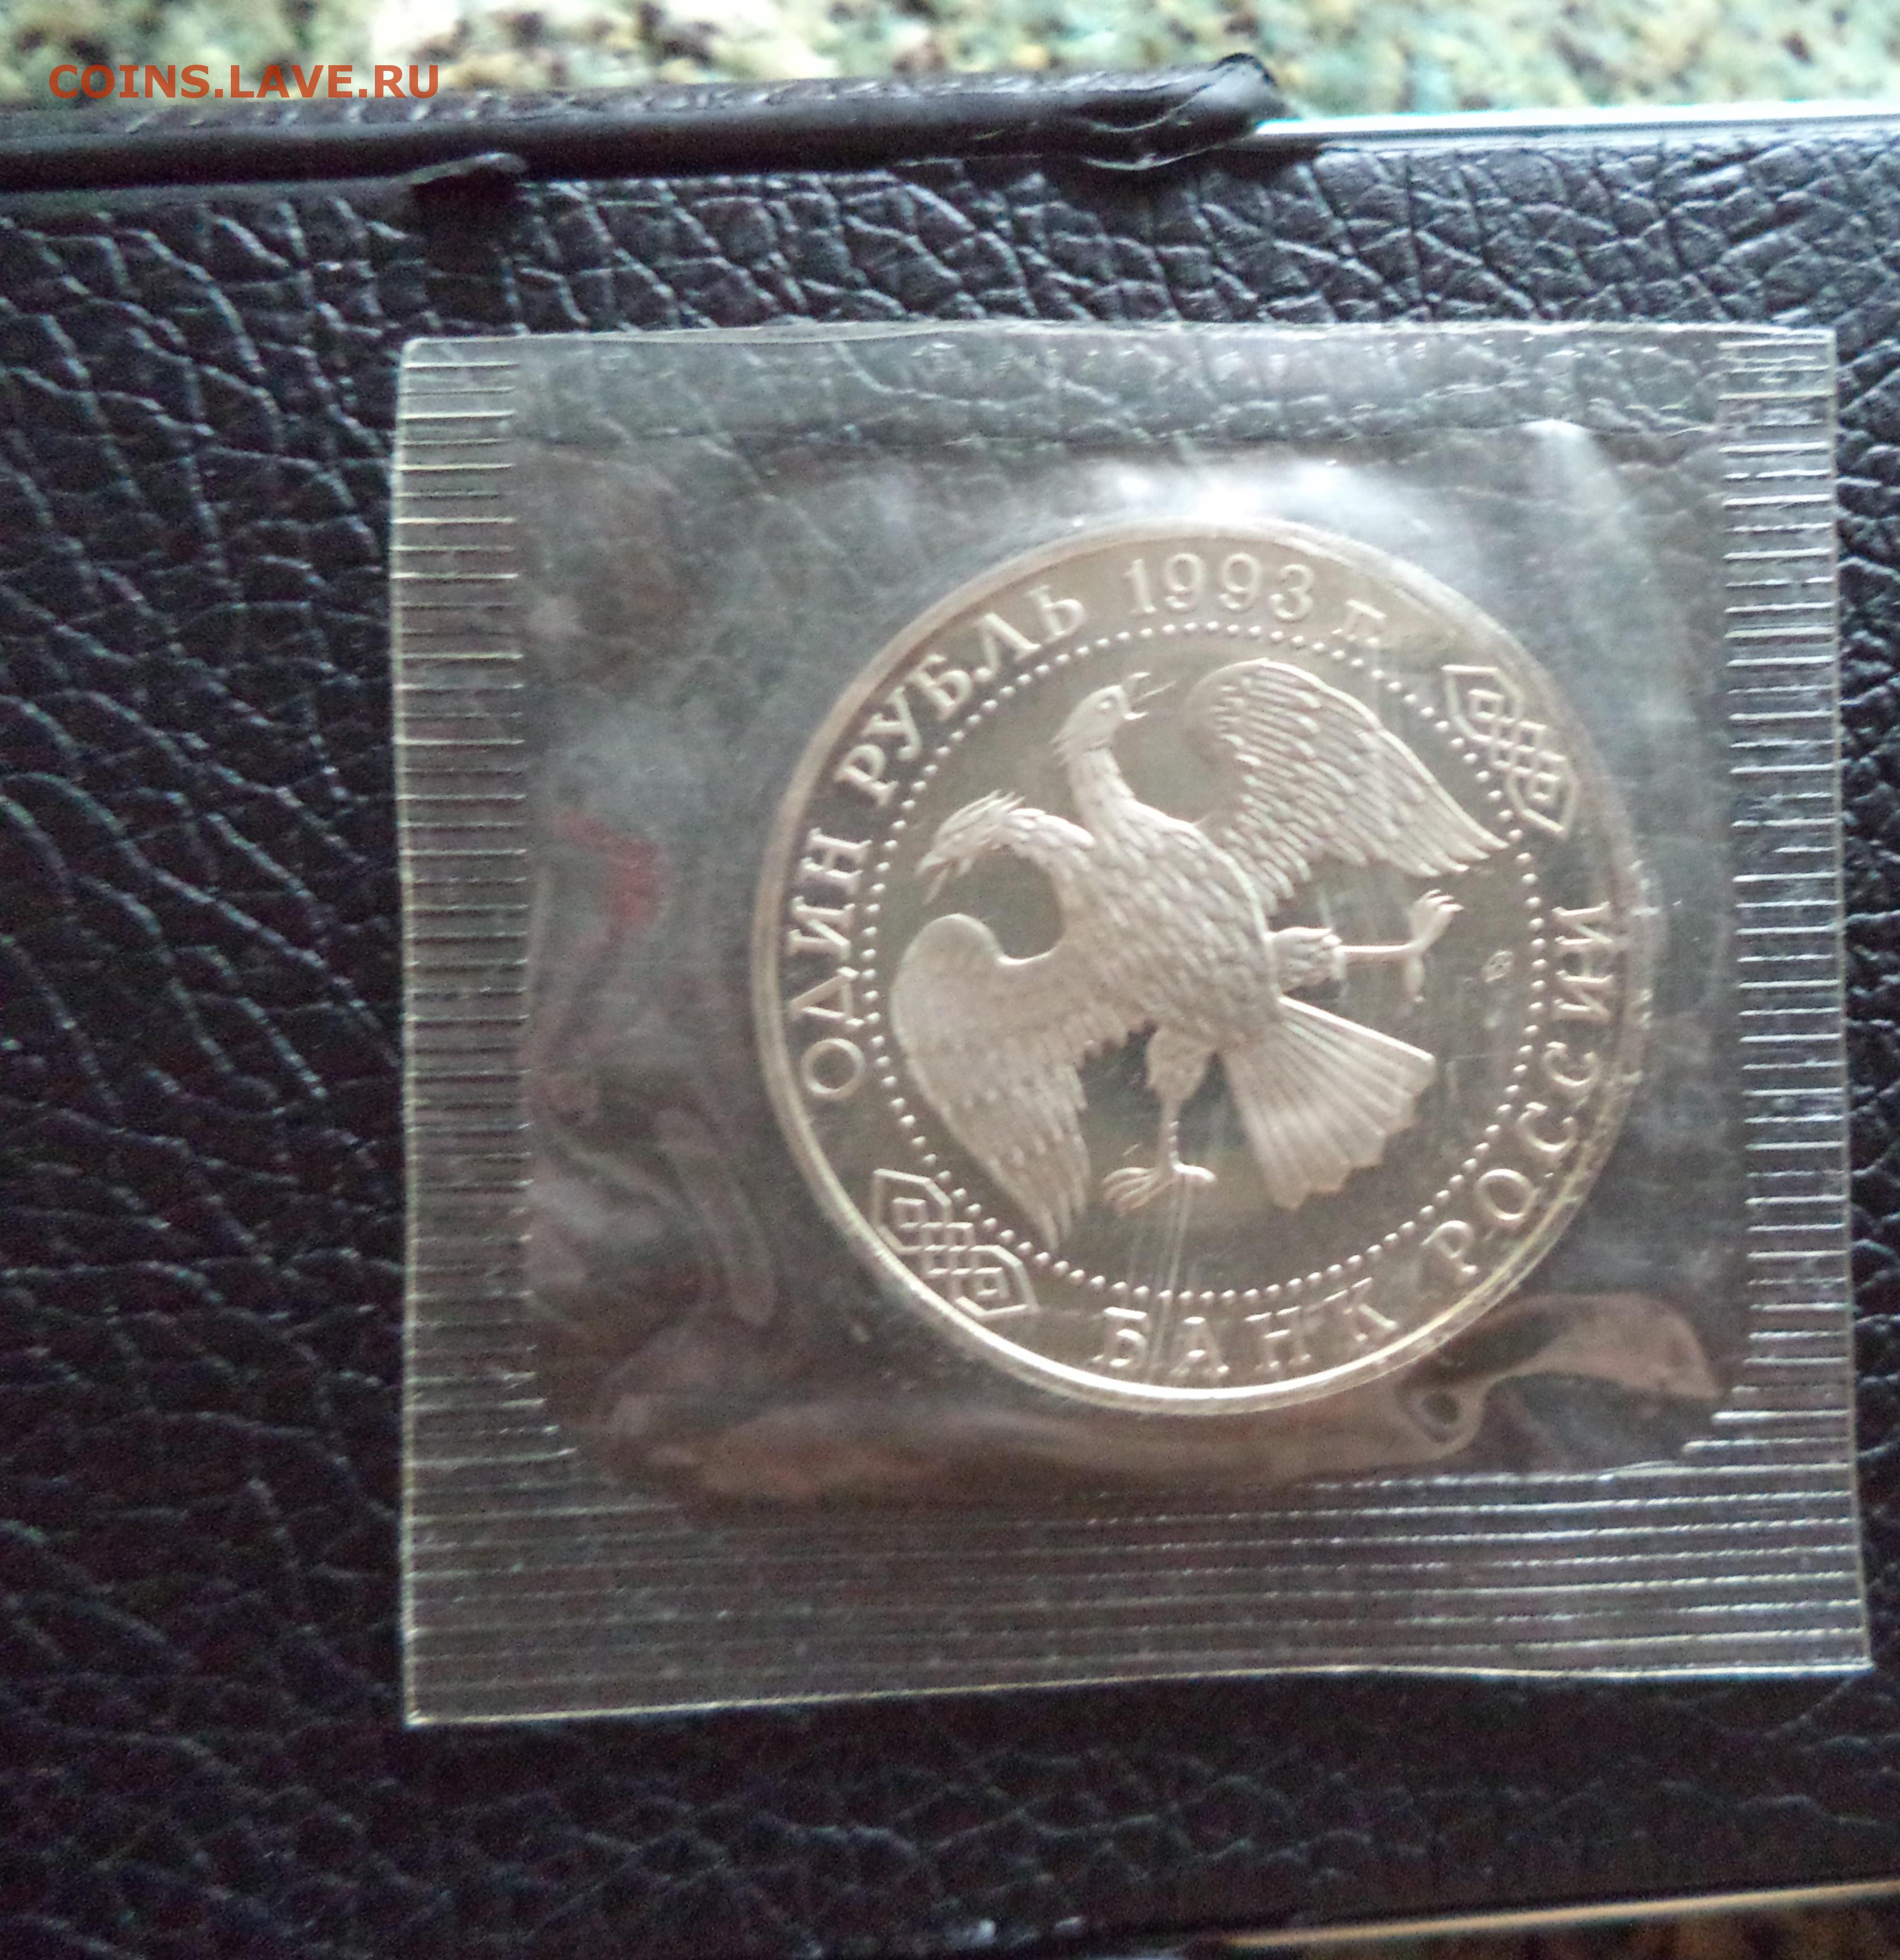 COINS.LAVE.RU
ОДИН РУБЛЬ 1993 г.
БАНК РОССИИ